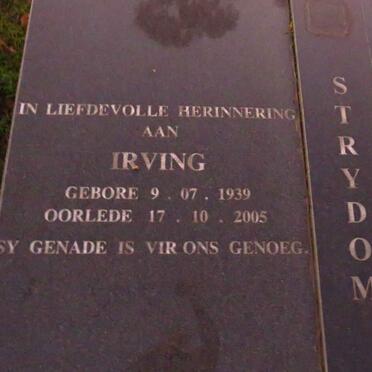 IN LIEFDEVOLLE HERINNERING
AAN
IRVING
GEBORE 9 . 07 . 1939
OORLEDE 17 . 10 . 2005
SY GENADE IS VIR ONS GENOEG.
STRYDOM